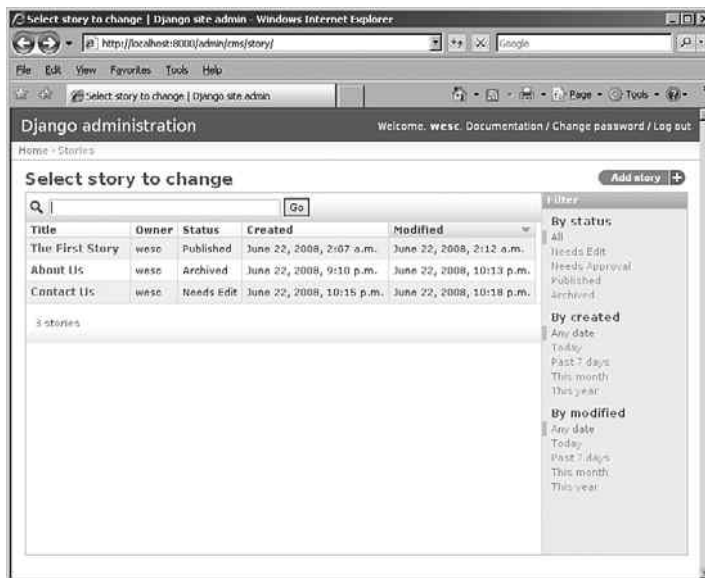 Select story to change | Django site admin - Windows Internet Explorer
http://localhost:8000/admin/cms/story/
Google
File Edit View Favorites Tools Help
Select story to change | Django site admin
Page Tools
Django administration
Welcome, wesc. Documentation / Change password / Log out
Home › Stories
Select story to change
Add story +
Go
Title Owner Status Created Modified
The First Story wesc Published June 22, 2008, 2:07 a.m. June 22, 2008, 2:12 a.m.
About Us wesc Archived June 22, 2008, 9:10 p.m. June 22, 2008, 10:13 p.m.
Contact Us wesc Needs Edit June 22, 2008, 10:15 p.m. June 22, 2008, 10:18 p.m.
3 stories
Filter
By status
All
Needs Edit
Needs Approval
Published
Archived
By created
Any date
Today
Past 7 days
This month
This year
By modified
Any date
Today
Past 7 days
This month
This year